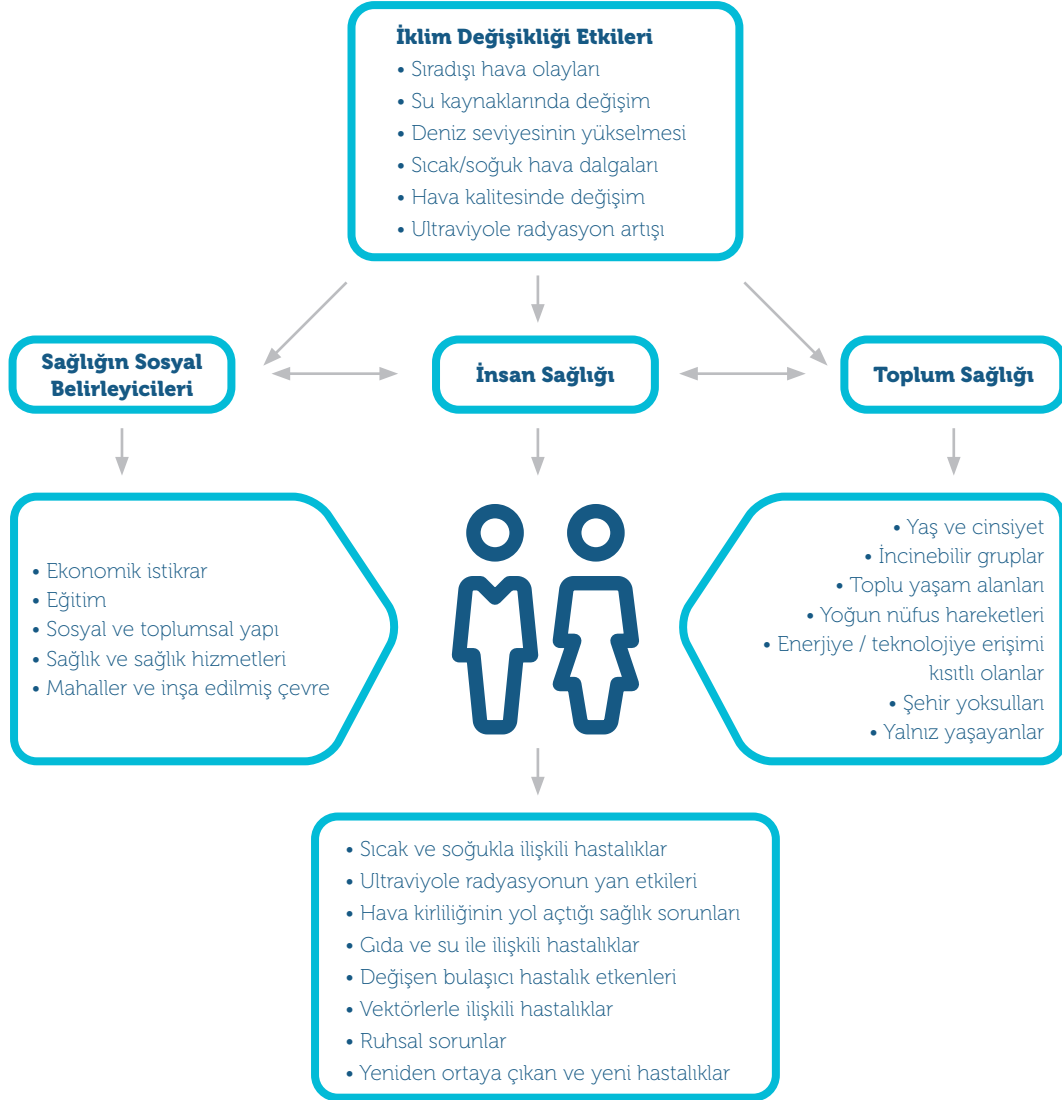 İklim Değişikliği Etkileri
• Sıradışı hava olayları
• Su kaynaklarında değişim
• Deniz seviyesinin yükselmesi
• Sıcak/soğuk hava dalgaları
• Hava kalitesinde değişim
• Ultraviyole radyasyon artışı
Sağlığın Sosyal
Belirleyicileri
İnsan Sağlığı
Toplum Sağlığı
• Ekonomik istikrar
• Eğitim
• Sosyal ve toplumsal yapı
• Sağlık ve sağlık hizmetleri
• Mahaller ve inşa edilmiş çevre
• Yaş ve cinsiyet
• İncinebilir gruplar
• Toplu yaşam alanları
• Yoğun nüfus hareketleri
• Enerjiye / teknolojiye erişimi
kısıtlı olanlar
• Şehir yoksulları
• Yalnız yaşayanlar
• Sıcak ve soğukla ilişkili hastalıklar
• Ultraviyole radyasyonun yan etkileri
• Hava kirliliğinin yol açtığı sağlık sorunları
• Gıda ve su ile ilişkili hastalıklar
• Değişen bulaşıcı hastalık etkenleri
• Vektörlerle ilişkili hastalıklar
• Ruhsal sorunlar
• Yeniden ortaya çıkan ve yeni hastalıklar